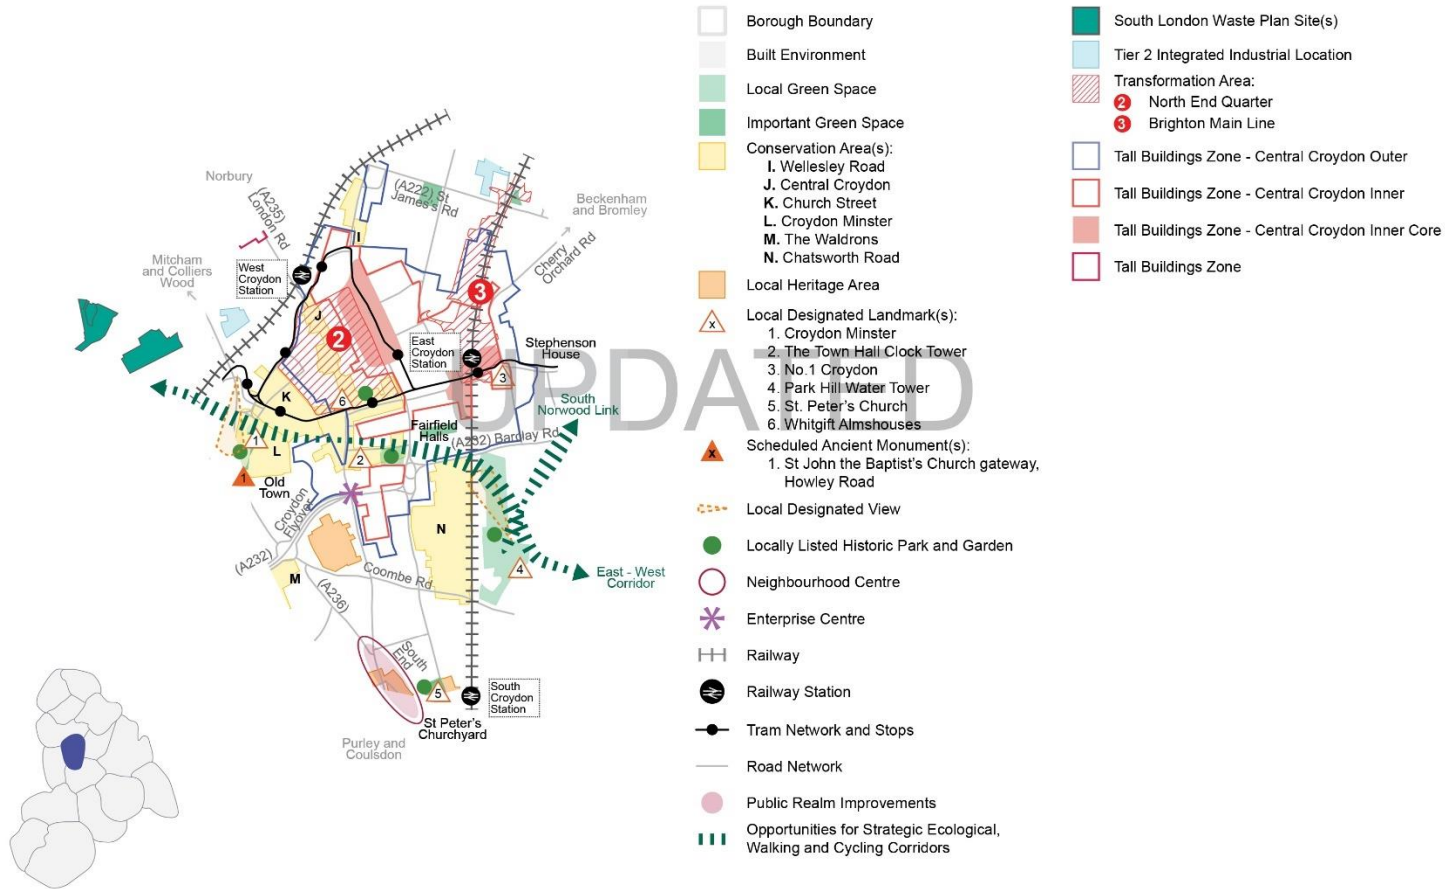 Norbury
(A235)
London Rd
(A222) St
James's Rd
Beckenham
and Bromley
Cherry
Orchard Rd
Mitcham
and Colliers
Wood
West
Croydon
Station
I
J
2
3
East
Croydon
Station
Stephenson
House
3
UPDATED
K
6
South
Norwood Link
Fairfield
Halls
(A232) Barclay Rd
1
L
2
1
Old
Town
Croydon
Flyover
N
(A232)
M
Coombe Rd
4
East - West
Corridor
(A236)
South
End
5
South
Croydon
Station
St Peter's
Churchyard
Purley and
Coulsdon
Borough Boundary
Built Environment
Local Green Space
Important Green Space
Conservation Area(s):
I. Wellesley Road
J. Central Croydon
K. Church Street
L. Croydon Minster
M. The Waldrons
N. Chatsworth Road
Local Heritage Area
x
Local Designated Landmark(s):
1. Croydon Minster
2. The Town Hall Clock Tower
3. No.1 Croydon
4. Park Hill Water Tower
5. St. Peter's Church
6. Whitgift Almshouses
x
Scheduled Ancient Monument(s):
1. St John the Baptist's Church gateway,
Howley Road
Local Designated View
Locally Listed Historic Park and Garden
Neighbourhood Centre
Enterprise Centre
Railway
Railway Station
Tram Network and Stops
Road Network
Public Realm Improvements
Opportunities for Strategic Ecological,
Walking and Cycling Corridors
South London Waste Plan Site(s)
Tier 2 Integrated Industrial Location
Transformation Area:
2 North End Quarter
3 Brighton Main Line
Tall Buildings Zone - Central Croydon Outer
Tall Buildings Zone - Central Croydon Inner
Tall Buildings Zone - Central Croydon Inner Core
Tall Buildings Zone